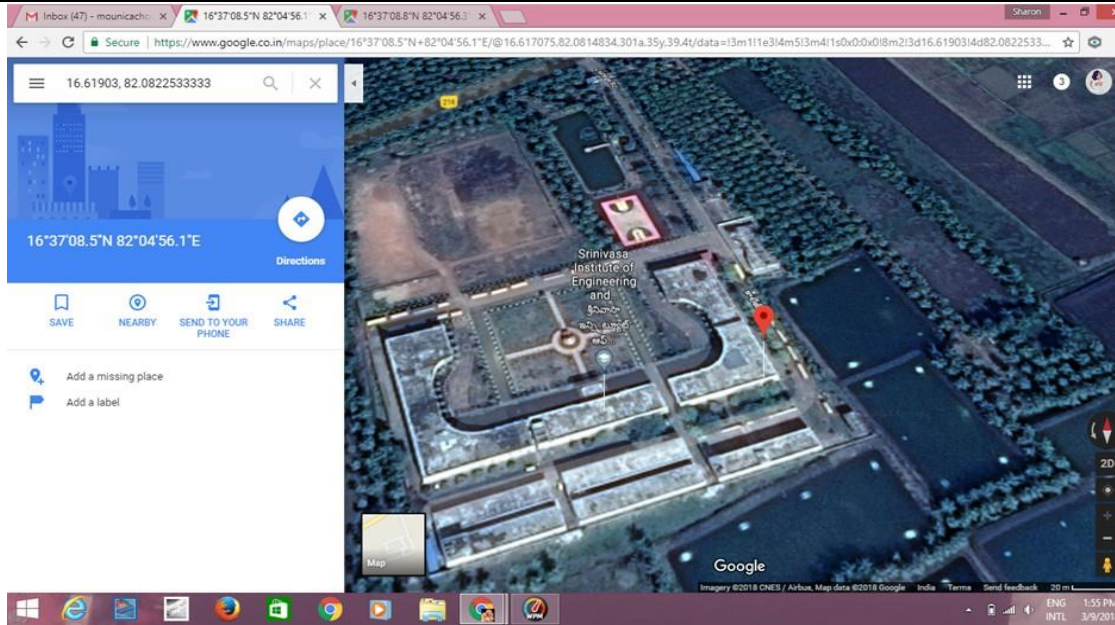 Inbox (47) - mounicacho
16°37'08.5"N 82°04'56.1"
16°37'08.8"N 82°04'56.3"
Sharon
Secure | https://www.google.co.in/maps/place/16°37'08.5"N+82°04'56.1"E/@16.617075,82.0814834,301a,35y,39.4t/data=!3m1!1e3!4m5!3m4!1s0x0:0x0!8m2!3d16.61903!4d82.0822533...
16.61903, 82.0822533333
3
216
16°37'08.5"N 82°04'56.1"E
Directions
SAVE
NEARBY
SEND TO YOUR
PHONE
SHARE
Add a missing place
Add a label
Srinivasa
Institute of
Engineering
and
శ్రీనివాసా
ఆఫ్...
2D
Map
Google
Imagery ©2018 CNES / Airbus, Map data ©2018 Google India Terms Send feedback 20 m
WPM
ENG
INTL
1:55 PM